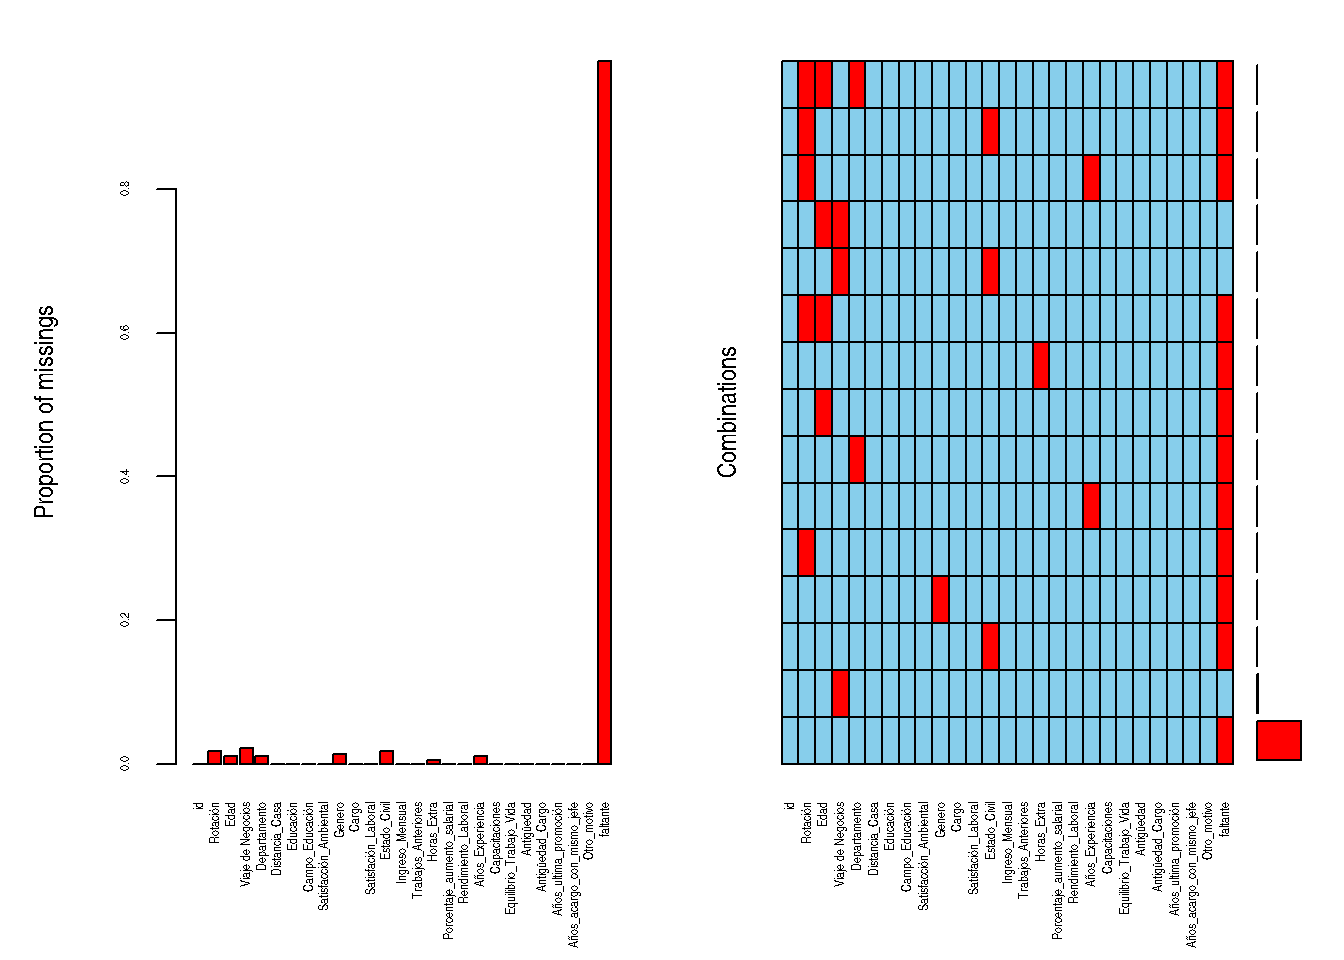 Proportion of missings
0.8
0.6
0.4
0.2
0.0
id
Rotación
Edad
Viaje de Negocios
Departamento
Distancia_Casa
Educación
Campo_Educación
Satisfacción_Ambiental
Genero
Cargo
Satisfación_Laboral
Estado_Civil
Ingreso_Mensual
Trabajos_Anteriores
Horas_Extra
Porcentaje_aumento_salarial
Rendimiento_Laboral
Años_Experiencia
Capacitaciones
Equilibrio_Trabajo_Vida
Antigüedad
Antigüedad_Cargo
Años_ultima_promoción
Años_acargo_con_mismo_jefe
Otro_motivo
faltante
Combinations
id
Rotación
Edad
Viaje de Negocios
Departamento
Distancia_Casa
Educación
Campo_Educación
Satisfacción_Ambiental
Genero
Cargo
Satisfación_Laboral
Estado_Civil
Ingreso_Mensual
Trabajos_Anteriores
Horas_Extra
Porcentaje_aumento_salarial
Rendimiento_Laboral
Años_Experiencia
Capacitaciones
Equilibrio_Trabajo_Vida
Antigüedad
Antigüedad_Cargo
Años_ultima_promoción
Años_acargo_con_mismo_jefe
Otro_motivo
faltante